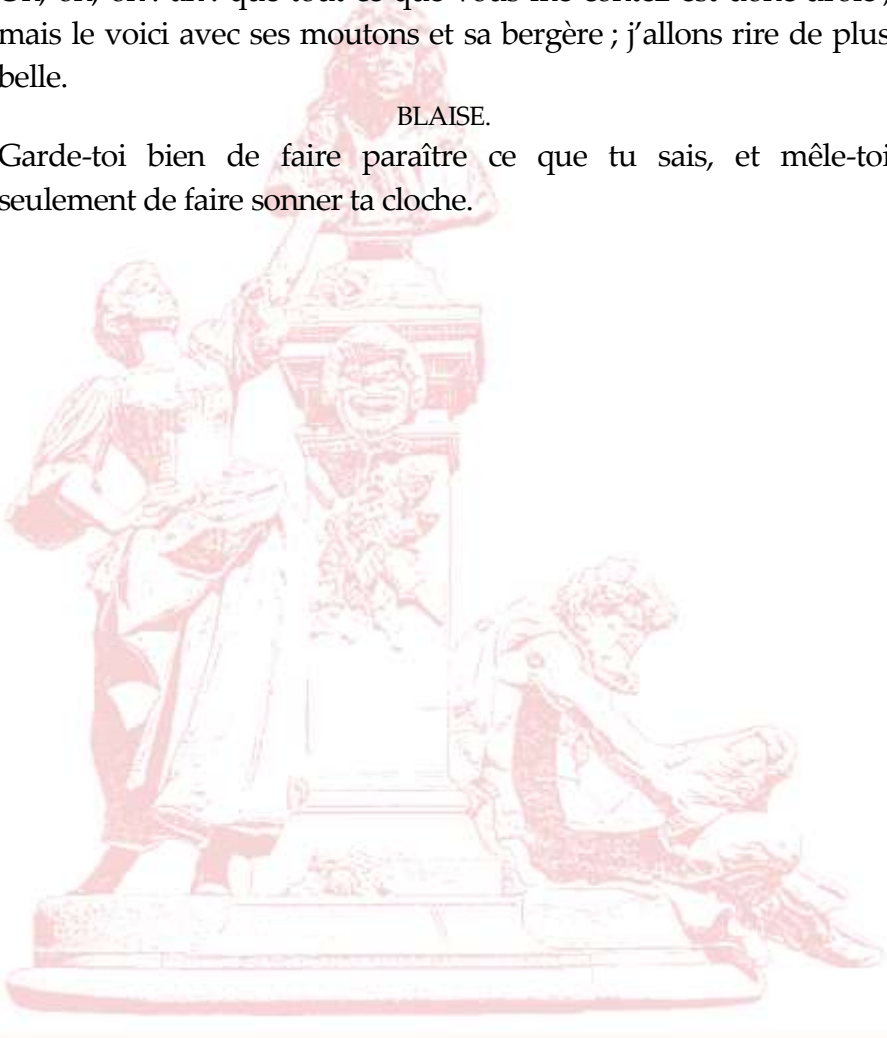 mais le voici avec ses moutons et sa bergère ; j’allons rire de plus
belle.
BLAISE.
Garde-toi bien de faire paraître ce que tu sais, et mêle-toi
seulement de faire sonner ta cloche.